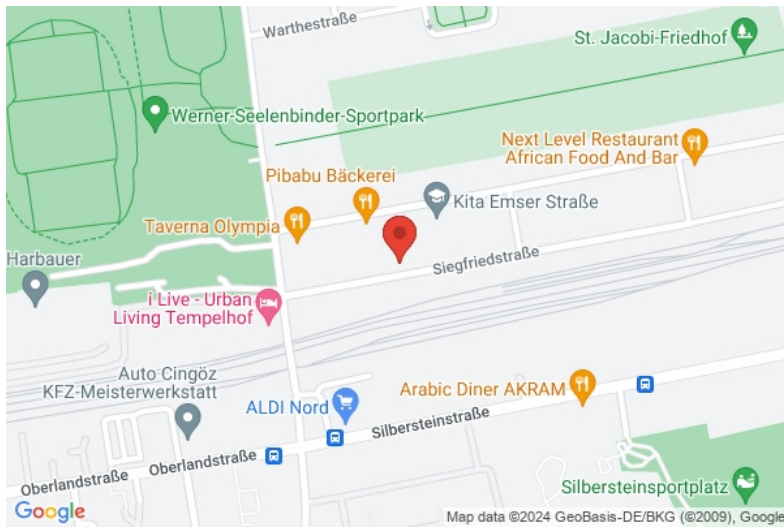 Warthestraße
St. Jacobi-Friedhof
Werner-Seelenbinder-Sportpark
Next Level Restaurant
African Food And Bar
Pibabu Bäckerei
Kita Emser Straße
Taverna Olympia
Harbauer
Siegfriedstraße
i Live - Urban
Living Tempelhof
Auto Cingöz
KFZ-Meisterwerkstatt
Arabic Diner AKRAM
ALDI Nord
Silbersteinstraße
Oberlandstraße
Oberlandstraße
Silbersteinsportplatz
Google
Map data ©2024 GeoBasis-DE/BKG (©2009), Google